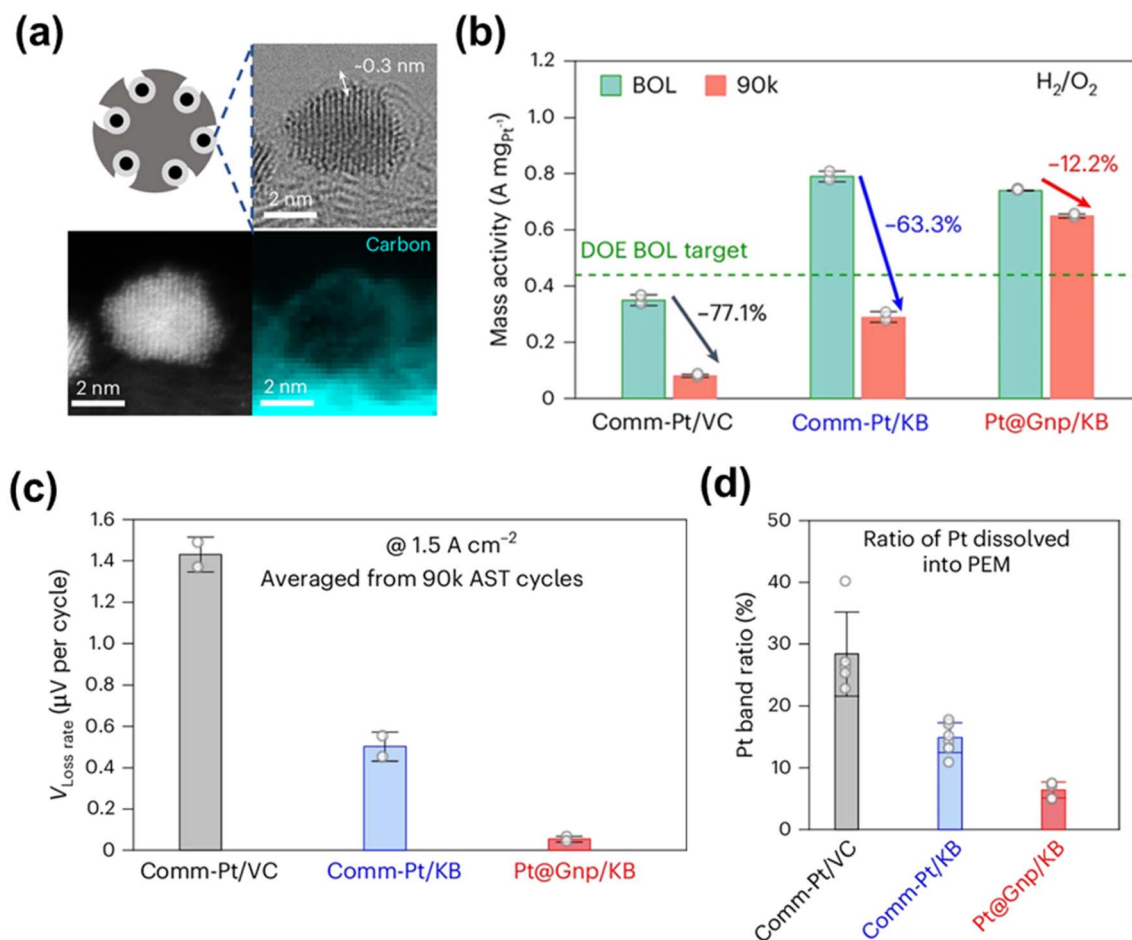 (a)
~0.3 nm
2 nm
Carbon
2 nm
2 nm
(b)
Mass activity (A mgPt⁻¹)
1.2
1.0
0.8
0.6
0.4
0.2
0
BOL 90k
H₂/O₂
DOE BOL target
−77.1%
−63.3%
−12.2%
Comm-Pt/VC Comm-Pt/KB Pt@Gnp/KB
(c)
VLoss rate (μV per cycle)
1.6
1.4
1.2
1.0
0.8
0.6
0.4
0.2
0
@ 1.5 A cm⁻²
Averaged from 90k AST cycles
Comm-Pt/VC Comm-Pt/KB Pt@Gnp/KB
(d)
Pt band ratio (%)
50
40
30
20
10
0
Ratio of Pt dissolved
into PEM
Comm-Pt/VC
Comm-Pt/KB
Pt@Gnp/KB